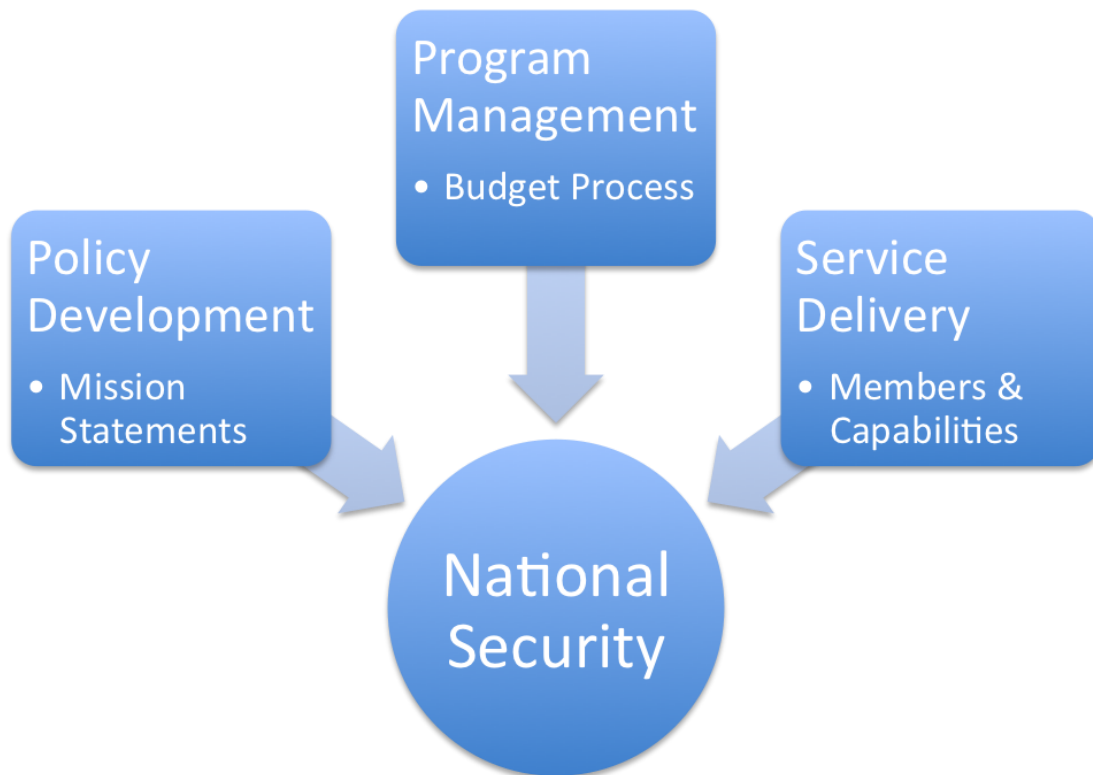 Program
Management
• Budget Process
Policy
Development
• Mission
Statements
Service
Delivery
• Members &
Capabilities
National
Security